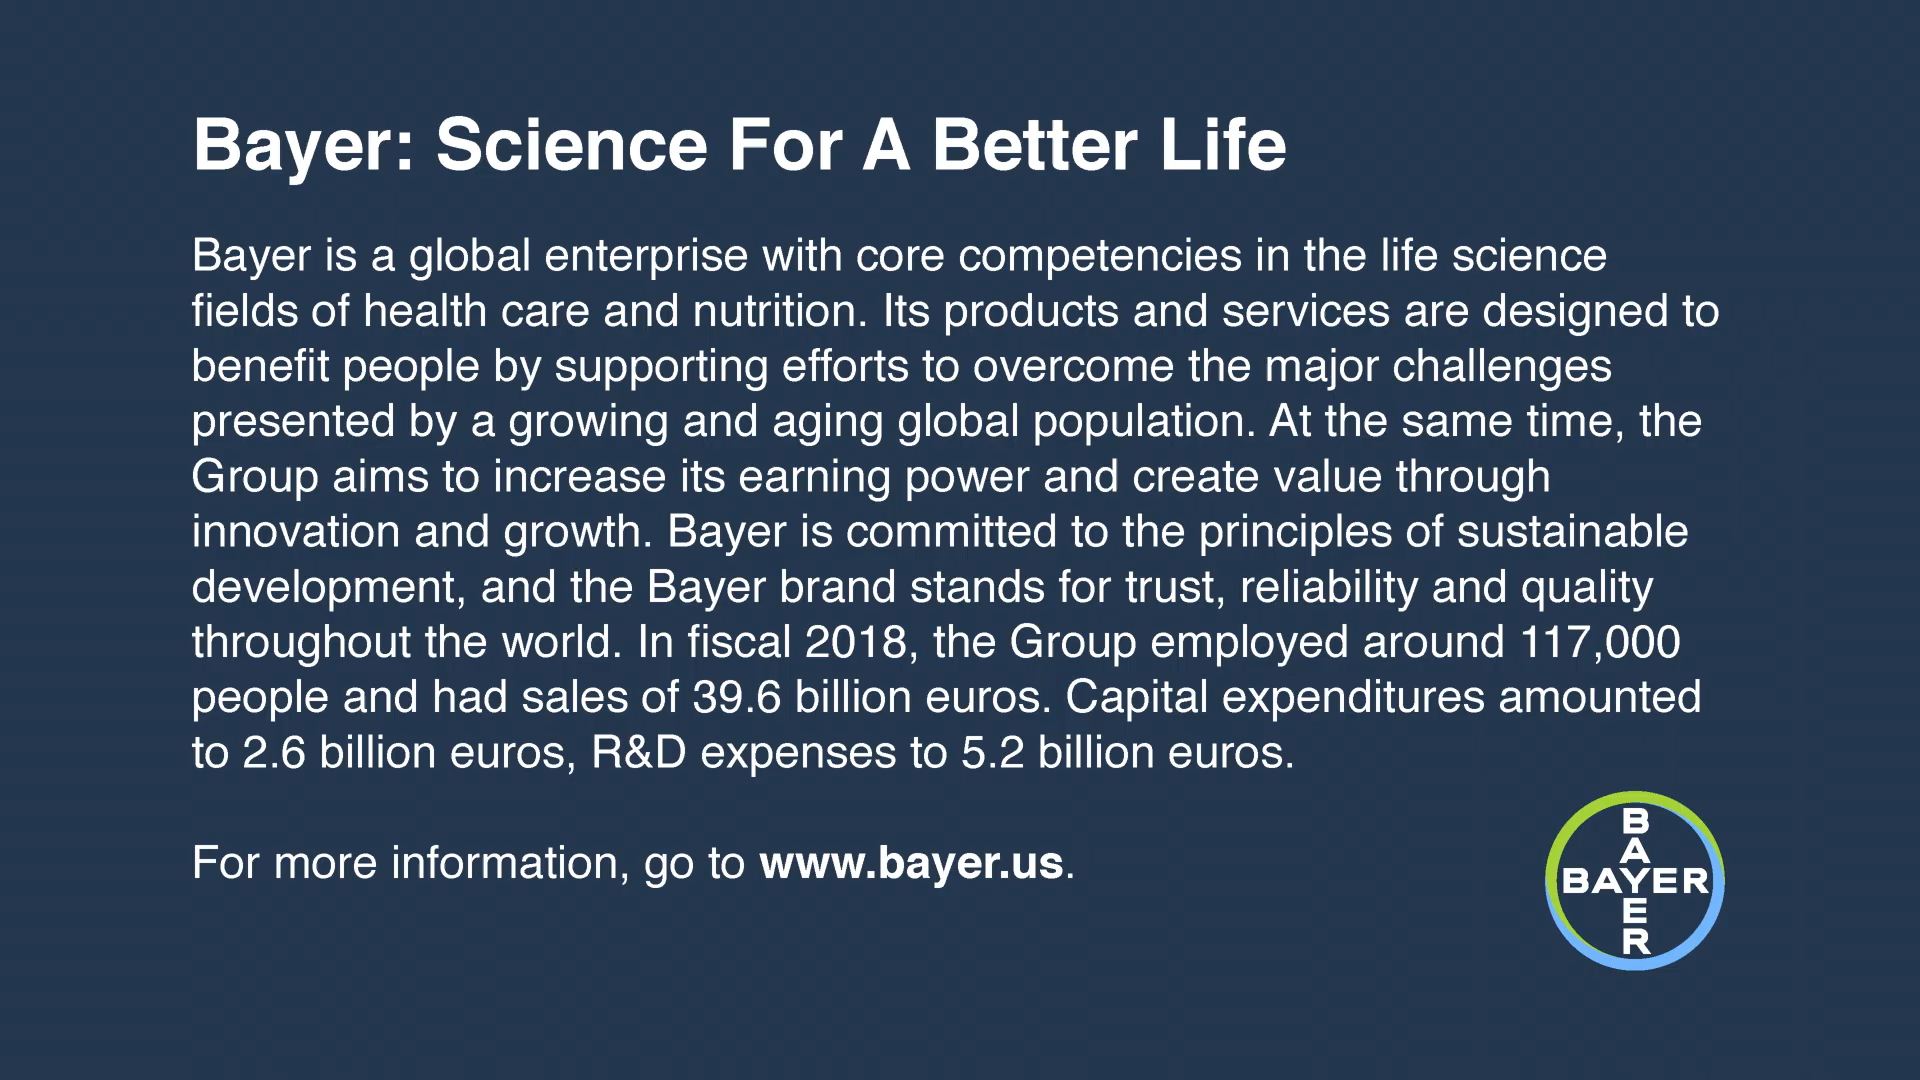 Bayer: Science For A Better Life
Bayer is a global enterprise with core competencies in the life science
fields of health care and nutrition. Its products and services are designed to
benefit people by supporting efforts to overcome the major challenges
presented by a growing and aging global population. At the same time, the
Group aims to increase its earning power and create value through
innovation and growth. Bayer is committed to the principles of sustainable
development, and the Bayer brand stands for trust, reliability and quality
throughout the world. In fiscal 2018, the Group employed around 117,000
people and had sales of 39.6 billion euros. Capital expenditures amounted
to 2.6 billion euros, R&D expenses to 5.2 billion euros.
For more information, go to www.bayer.us.
BAYER
BAYER